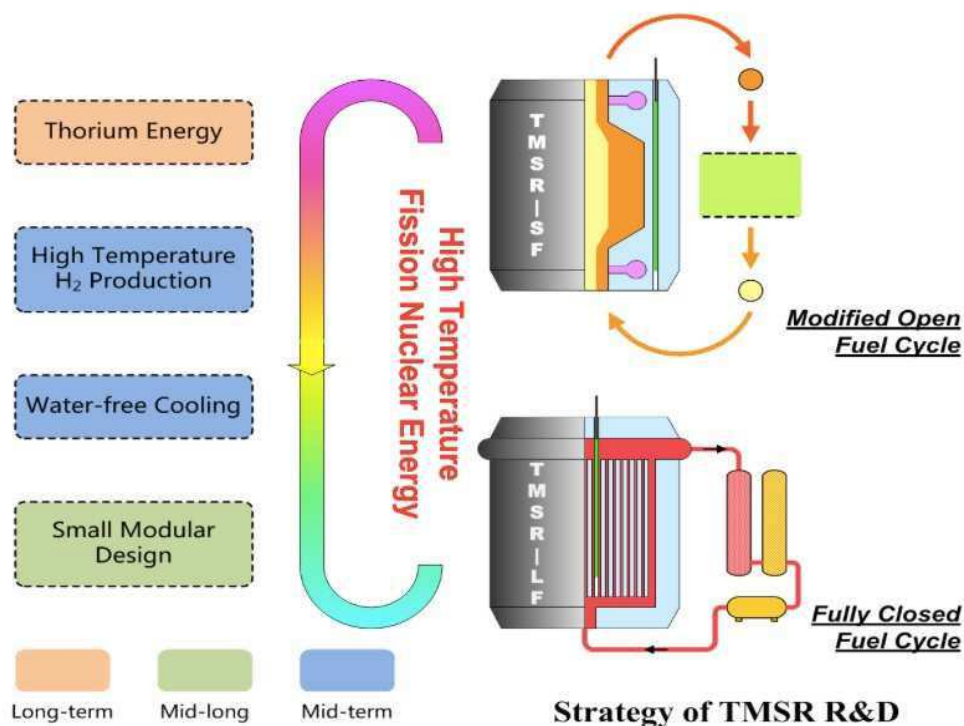 Thorium Energy
High Temperature
H₂ Production
Water-free Cooling
Small Modular
Design
Long-term
Mid-long
Mid-term
High Temperature
Fission Nuclear Energy
TMSR|SF
Modified Open
Fuel Cycle
TMSR|LF
Fully Closed
Fuel Cycle
Strategy of TMSR R&D